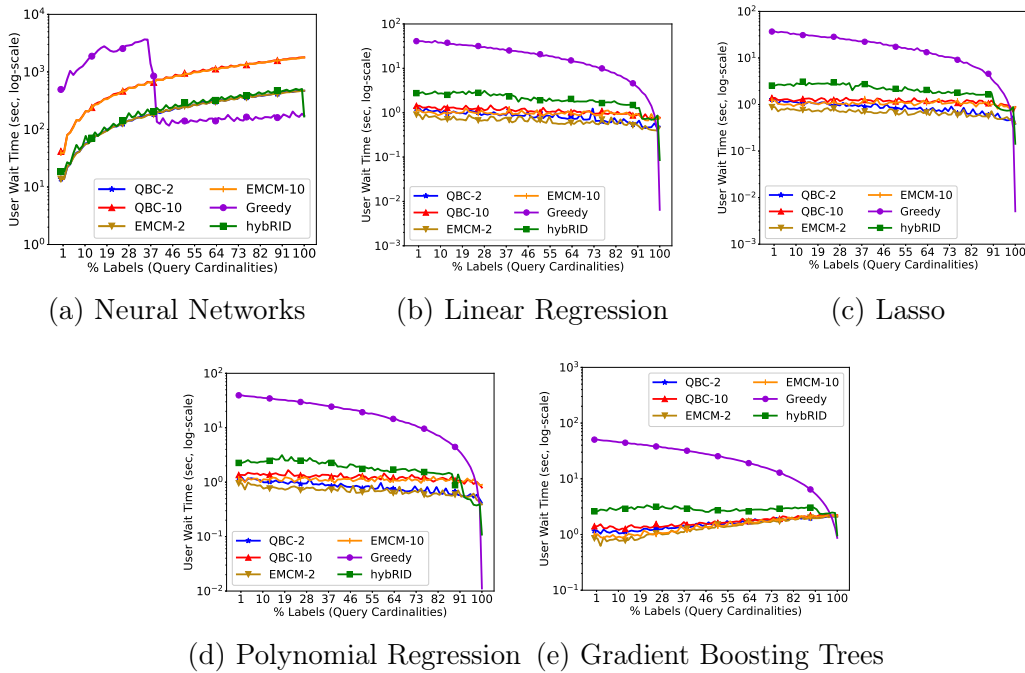 User Wait Time (sec, log-scale)
10^4
10^3
10^2
10^1
10^0
QBC-2
QBC-10
EMCM-2
EMCM-10
Greedy
hybRID
1 10 19 28 37 46 55 64 73 82 91 100
% Labels (Query Cardinalities)
(a) Neural Networks
User Wait Time (sec, log-scale)
10^2
10^1
10^0
10^−1
10^−2
10^−3
QBC-2
QBC-10
EMCM-2
EMCM-10
Greedy
hybRID
1 10 19 28 37 46 55 64 73 82 91 100
% Labels (Query Cardinalities)
(b) Linear Regression
User Wait Time (sec, log-scale)
10^2
10^1
10^0
10^−1
10^−2
10^−3
QBC-2
QBC-10
EMCM-2
EMCM-10
Greedy
hybRID
1 10 19 28 37 46 55 64 73 82 91 100
% Labels (Query Cardinalities)
(c) Lasso
User Wait Time (sec, log-scale)
10^2
10^1
10^0
10^−1
10^−2
QBC-2
QBC-10
EMCM-2
EMCM-10
Greedy
hybRID
1 10 19 28 37 46 55 64 73 82 91 100
% Labels (Query Cardinalities)
(d) Polynomial Regression
User Wait Time (sec, log-scale)
10^3
10^2
10^1
10^0
10^−1
QBC-2
QBC-10
EMCM-2
EMCM-10
Greedy
hybRID
1 10 19 28 37 46 55 64 73 82 91 100
% Labels (Query Cardinalities)
(e) Gradient Boosting Trees